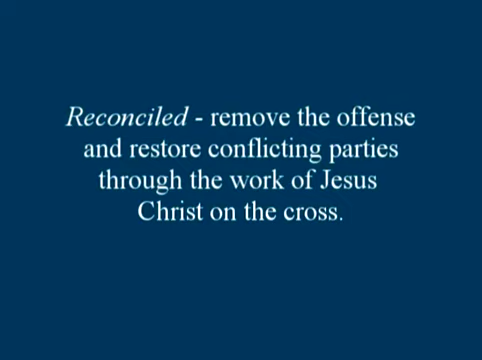 Reconciled - remove the offense
and restore conflicting parties
through the work of Jesus
Christ on the cross.